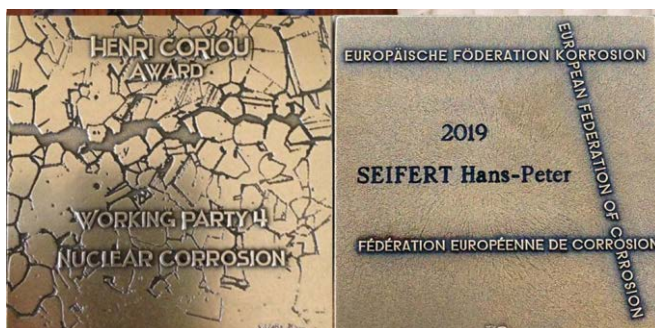 HENRI CORIOU
AWARD
WORKING PARTY 4
NUCLEAR CORROSION
EUROPÄISCHE FÖDERATION KORROSION
EUROPEAN FEDERATION OF CORROSION
2019
SEIFERT Hans-Peter
FÉDÉRATION EUROPÉENNE DE CORROSION